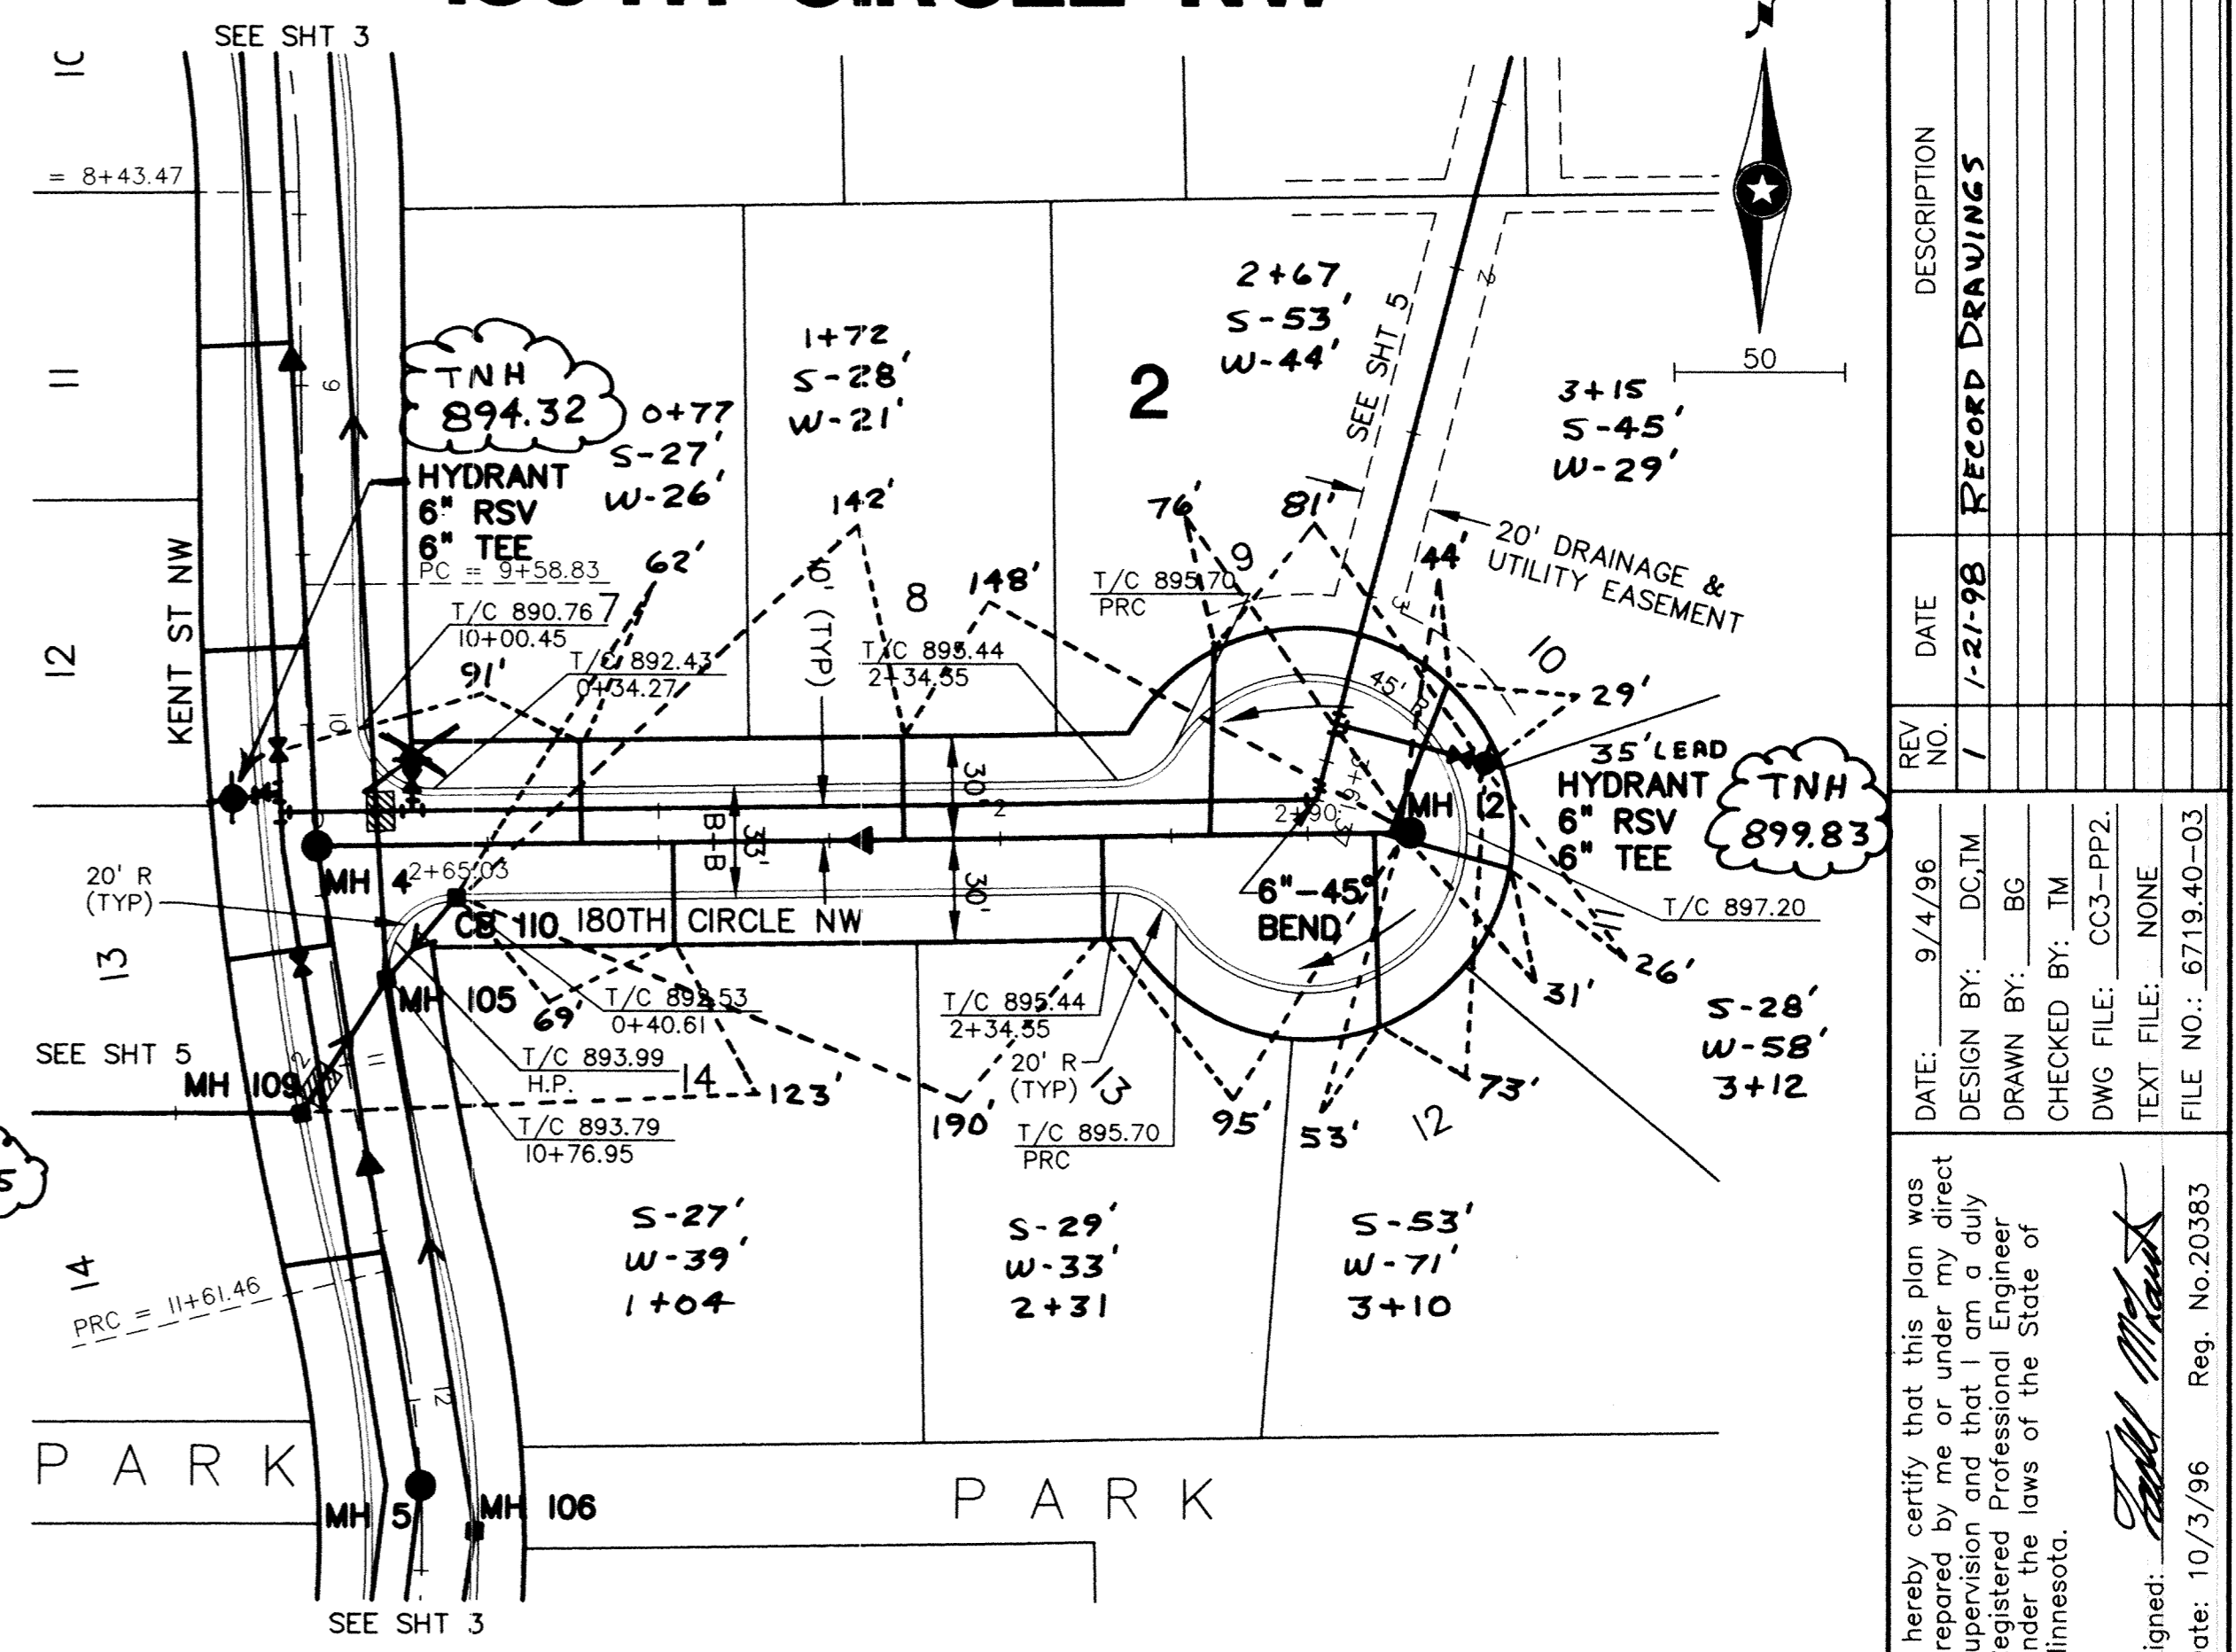 180TH CIRCLE NW
SEE SHT 3
= 8+43.47
11
12
13
14
KENT ST NW
9
10
TNH
894.32
HYDRANT
6" RSV
6" TEE
PC = 9+58.83
T/C 890.76
10+00.45
7
0+77
S-27'
W-26'
62'
91'
T/C 892.43
0+34.27
1+72
S-28'
W-21'
142'
8
148'
(TYP)
T/C 895.44
2+34.55
2
2+67
S-53'
W-44'
76'
81'
9
T/C 895.70
PRC
SEE SHT 5
2
3
50
3+15
S-45'
W-29'
44'
20' DRAINAGE &
UTILITY EASEMENT
10
29'
45' R
35' LEAD
HYDRANT
6" RSV
6" TEE
TNH
899.83
MH 12
2+90
T/C 897.20
11
26'
31'
S-28'
W-58'
3+12
6"-45°
BEND
30'
2
30'
33'
B-B
20' R
(TYP)
MH 4
2+65.03
CB 110
180TH CIRCLE NW
MH 105
69'
T/C 892.53
0+40.61
T/C 893.99
H.P.
T/C 893.79
10+76.95
14
123'
190'
T/C 895.44
2+34.55
20' R
(TYP)
13
T/C 895.70
PRC
95'
53'
12
73'
SEE SHT 5
MH 109
2
11
S-27'
W-39'
1+04
S-29'
W-33'
2+31
S-53'
W-71'
3+10
PRC = 11+61.46
12
PARK
MH 5
MH 106
PARK
SEE SHT 3
REV NO.
DATE
DESCRIPTION
1
1-21-98
RECORD DRAWINGS
DATE: 9/4/96
DESIGN BY: DC,TM
DRAWN BY: BG
CHECKED BY: TM
DWG FILE: CC3-PP2.
TEXT FILE: NONE
FILE NO.: 6719.40-03
hereby certify that this plan was
repared by me or under my direct
upervision and that I am a duly
egistered Professional Engineer
nder the laws of the State of
linnesota.
igned:
ate: 10/3/96 Reg. No.20383